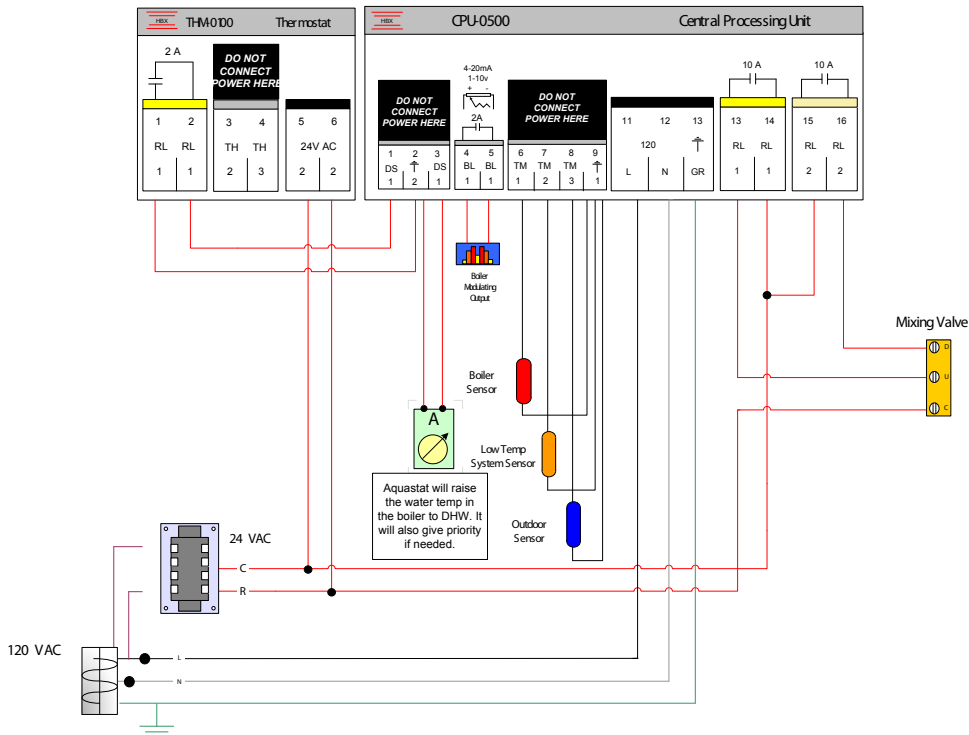 HBX THM-0100 Thermostat
HBX CPU-0500 Central Processing Unit
2 A
DO NOT
CONNECT
POWER HERE
1 2 3 4 5 6
RL RL TH TH 24V AC
1 1 2 3 2 2
DO NOT
CONNECT
POWER HERE
4-20mA
1-10v
+ -
2A
DO NOT
CONNECT
POWER HERE
10 A
10 A
1 2 3 4 5 6 7 8 9 11 12 13 13 14 15 16
DS DS BL BL TM TM TM 120 RL RL RL RL
1 2 1 1 1 1 2 3 1 L N GR 1 1 2 2
Boiler
Modulating
Output
Mixing Valve
D
U
C
Boiler
Sensor
A
Low Temp
System Sensor
Aquastat will raise
the water temp in
the boiler to DHW. It
will also give priority
if needed.
Outdoor
Sensor
24 VAC
C
R
120 VAC
L
N